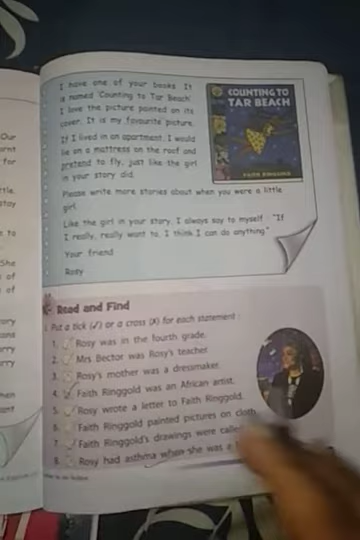 I have one of your books. It
is named 'Counting to Tar Beach'.
I love the picture painted on its
cover. It is my favourite picture.
If I lived in an apartment, I would
lie on a mattress on the roof and
pretend to fly, just like the girl
in your story did.
COUNTING TO
TAR BEACH
FAITH RINGGOLD
Please write more stories about when you were a little
girl.
Like the girl in your story, I always say to myself : "If
I really, really want to, I think I can do anything."
Your friend
Rosy
Read and Find
Put a tick (✓) or a cross (✗) for each statement :
1. Rosy was in the fourth grade.
2. Mrs Bector was Rosy's teacher.
3. Rosy's mother was a dressmaker.
4. Faith Ringgold was an African artist.
5. Rosy wrote a letter to Faith Ringgold.
6. Faith Ringgold painted pictures on cloth.
7. Faith Ringgold's drawings were called
8. Rosy had asthma when she was a